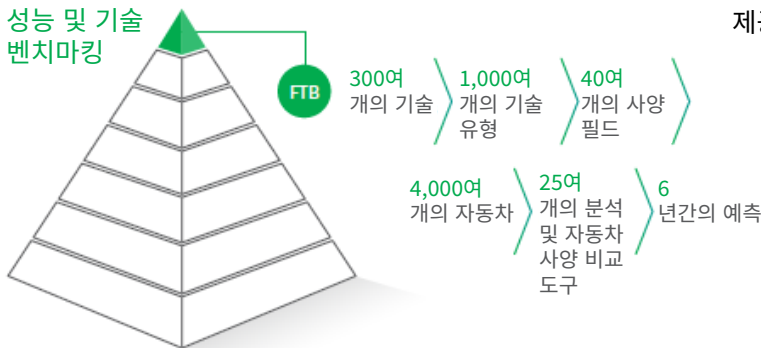 성능 및 기술
벤치마킹
제공
FTB
300여
개의 기술
1,000여
개의 기술
유형
40여
개의 사양
필드
4,000여
개의 자동차
25여
개의 분석
및 자동차
사양 비교
도구
6
년간의 예측